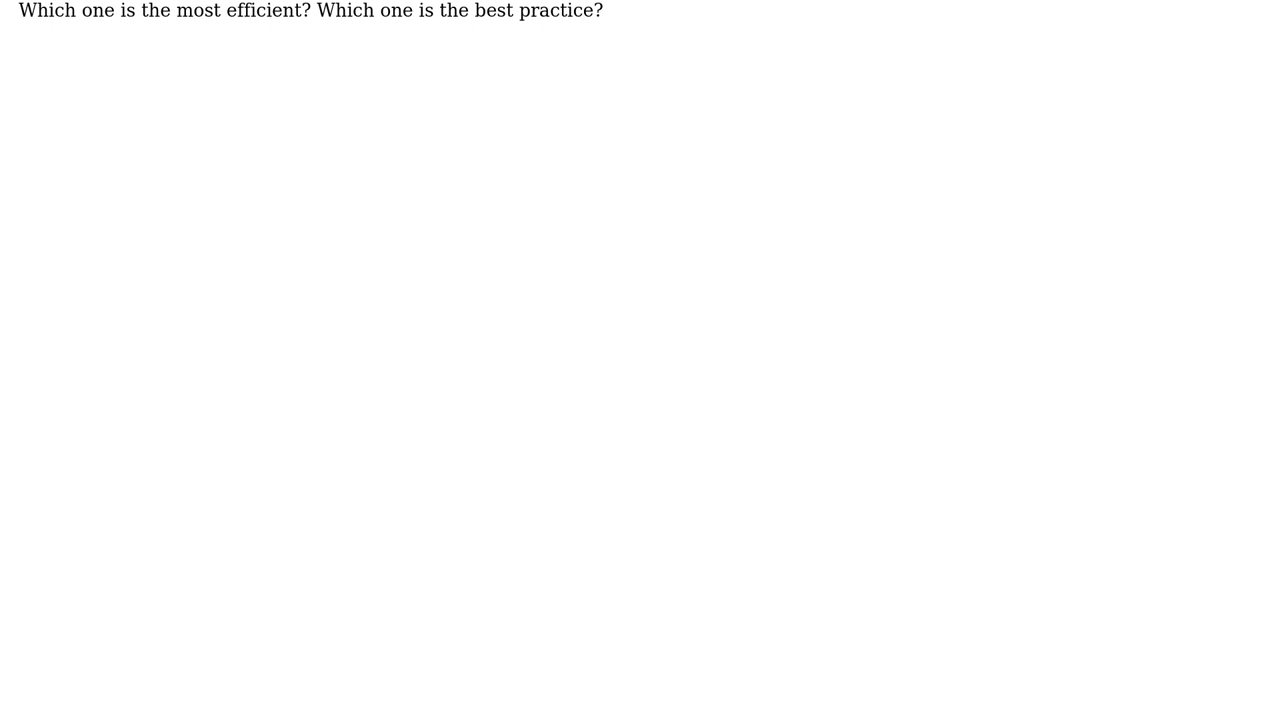 Which one is the most efficient? Which one is the best practice?